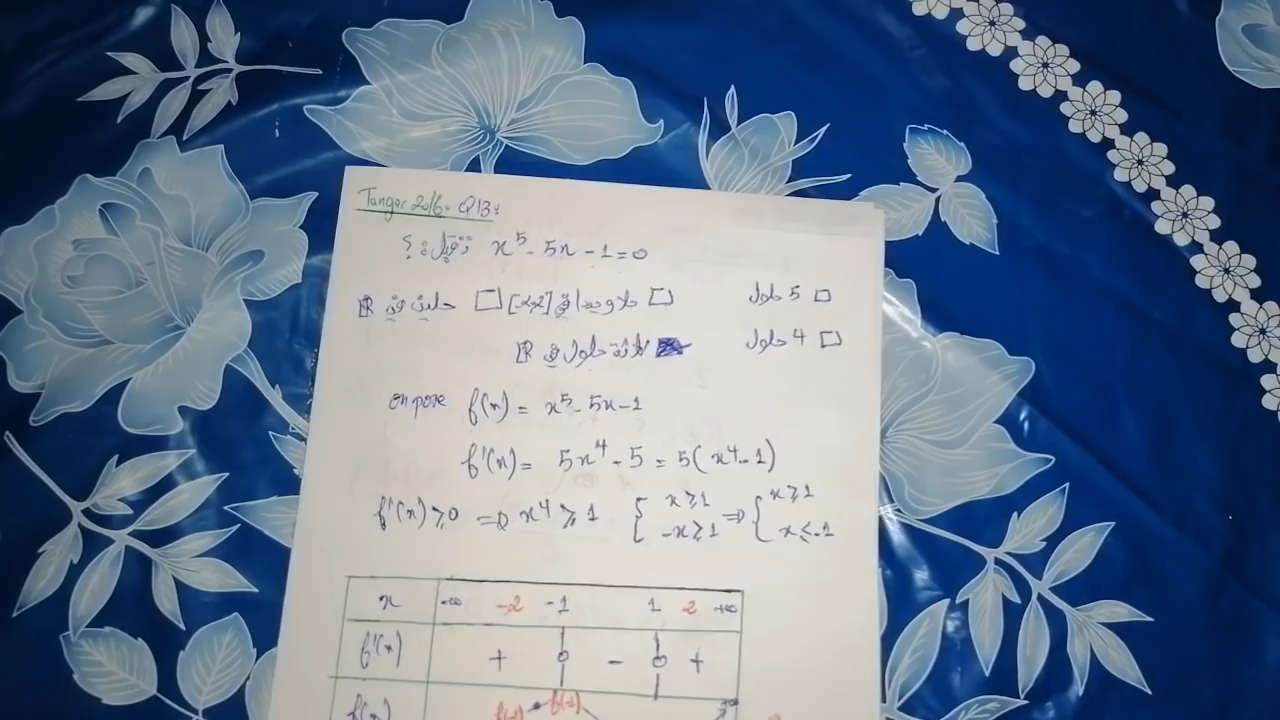 Tanger 2016: Q13:
x⁵ - 5x - 1 = 0 تقبل: ؟
□ 5 حلول □ حلا وحيدا في [-2,2] □ حلين في ℝ
□ 4 حلول ■ ثلاثة حلول في ℝ
on pose f(x) = x⁵ - 5x - 1
f'(x) = 5x⁴ - 5 = 5(x⁴ - 1)
f'(x) ≥ 0 ⇒ x⁴ ≥ 1 { x ≥ 1 -x ≥ 1 ⇒ { x ≥ 1 x ≤ -1
x -∞ -2 -1 1 2 +∞
f'(x) + 0 - 0 +
f(x) f(-1)